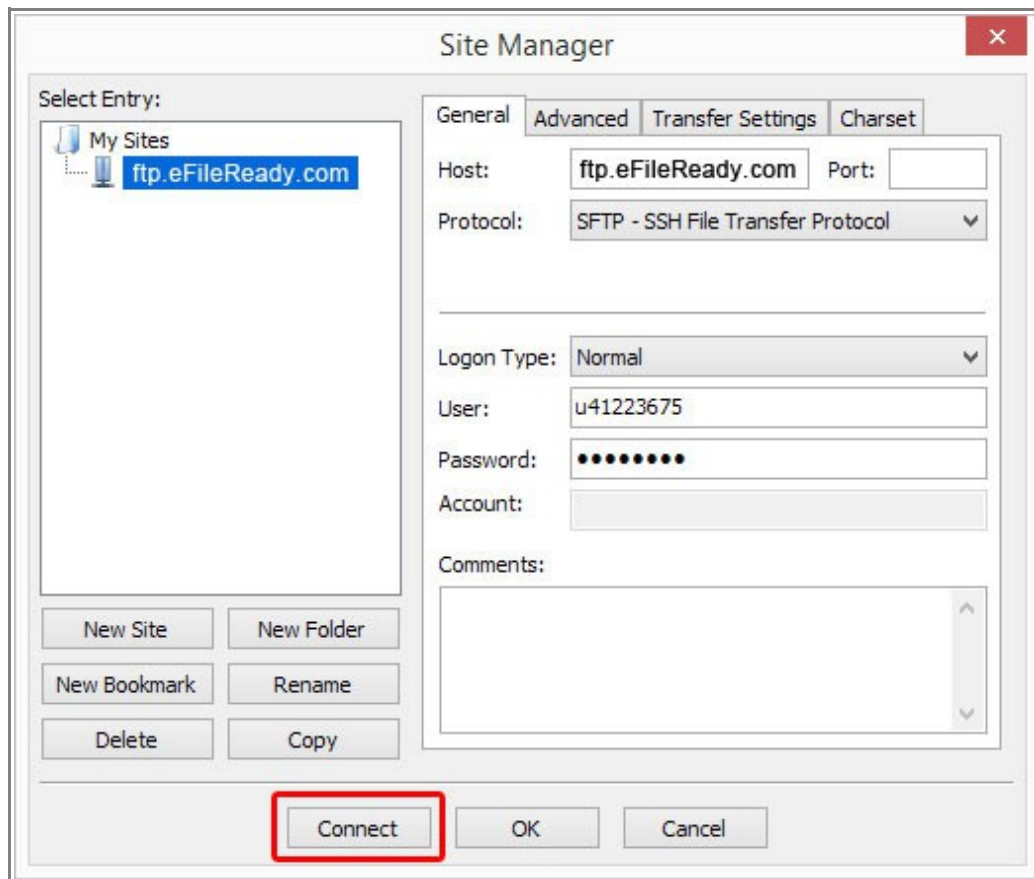 Site Manager
Select Entry:
My Sites
ftp.eFileReady.com
General Advanced Transfer Settings Charset
Host: ftp.eFileReady.com Port:
Protocol: SFTP - SSH File Transfer Protocol
Logon Type: Normal
User: u41223675
Password: ●●●●●●●●
Account:
Comments:
New Site New Folder
New Bookmark Rename
Delete Copy
Connect OK Cancel